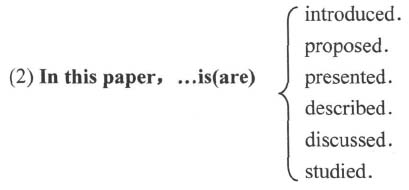 introduced.
proposed.
(2) In this paper, …is(are) presented.
described.
discussed.
studied.